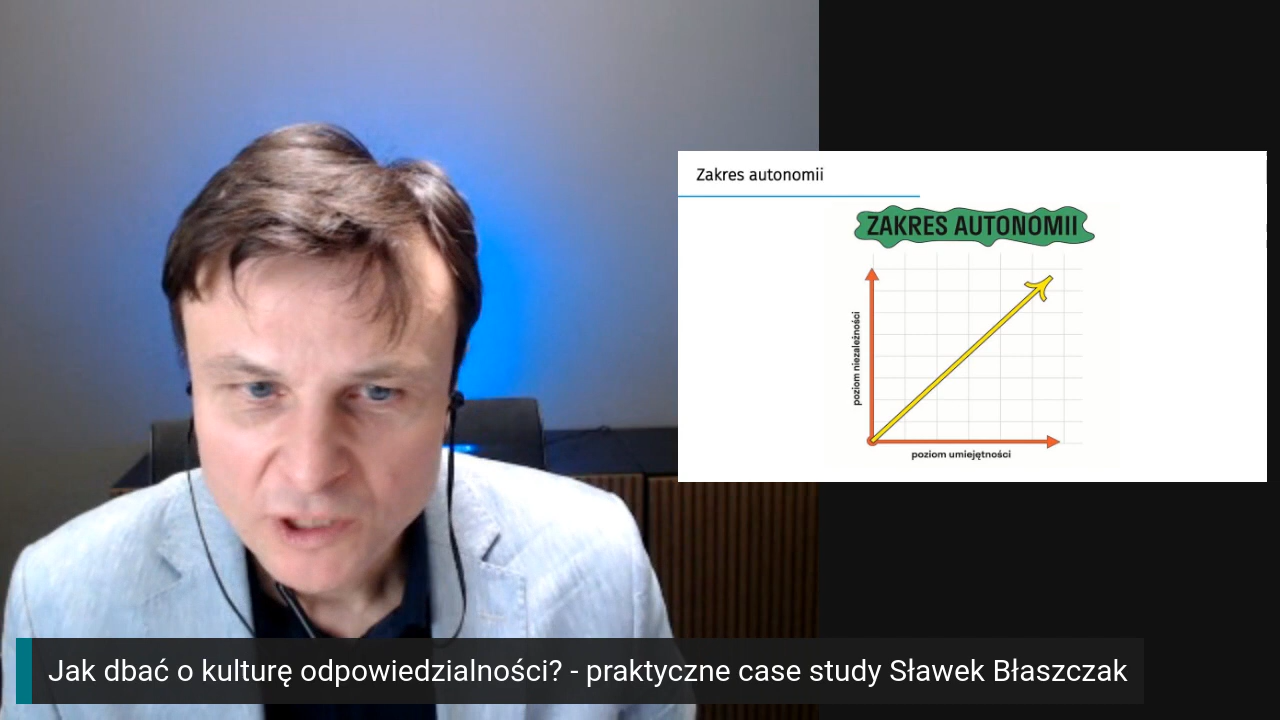 Zakres autonomii
ZAKRES AUTONOMII
poziom niezależności
poziom umiejętności
Jak dbać o kulturę odpowiedzialności? - praktyczne case study Sławek Błaszczak